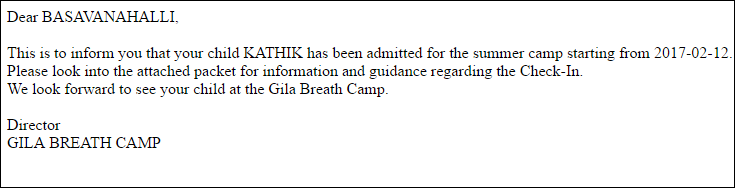 Dear BASAVANAHALLI,
This is to inform you that your child KATHIK has been admitted for the summer camp starting from 2017-02-12.
Please look into the attached packet for information and guidance regarding the Check-In.
We look forward to see your child at the Gila Breath Camp.
Director
GILA BREATH CAMP